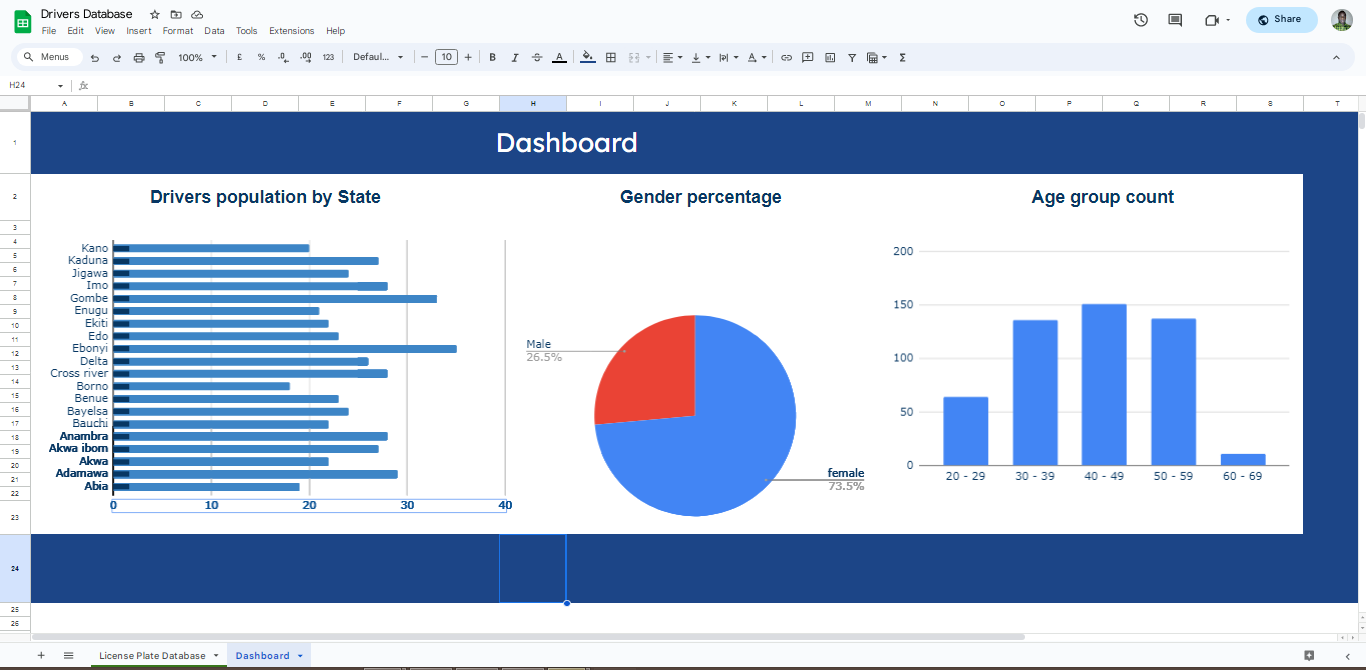 Drivers Database
File Edit View Insert Format Data Tools Extensions Help
Share
Menus 100% £ % .0 .00 123 Defaul... − 10 + B I A Σ
H24 fx
A B C D E F G H I J K L M N O P Q R S T
1
Dashboard
2
Drivers population by State
Gender percentage
Age group count
3
4
5
6
7
8
9
10
11
12
13
14
15
16
17
18
19
20
21
22
23
24
25
26
Kano
Kaduna
Jigawa
Imo
Gombe
Enugu
Ekiti
Edo
Ebonyi
Delta
Cross river
Borno
Benue
Bayelsa
Bauchi
Anambra
Akwa ibom
Akwa
Adamawa
Abia
0 10 20 30 40
Male
26.5%
female
73.5%
200
150
100
50
0
20 - 29 30 - 39 40 - 49 50 - 59 60 - 69
License Plate Database Dashboard